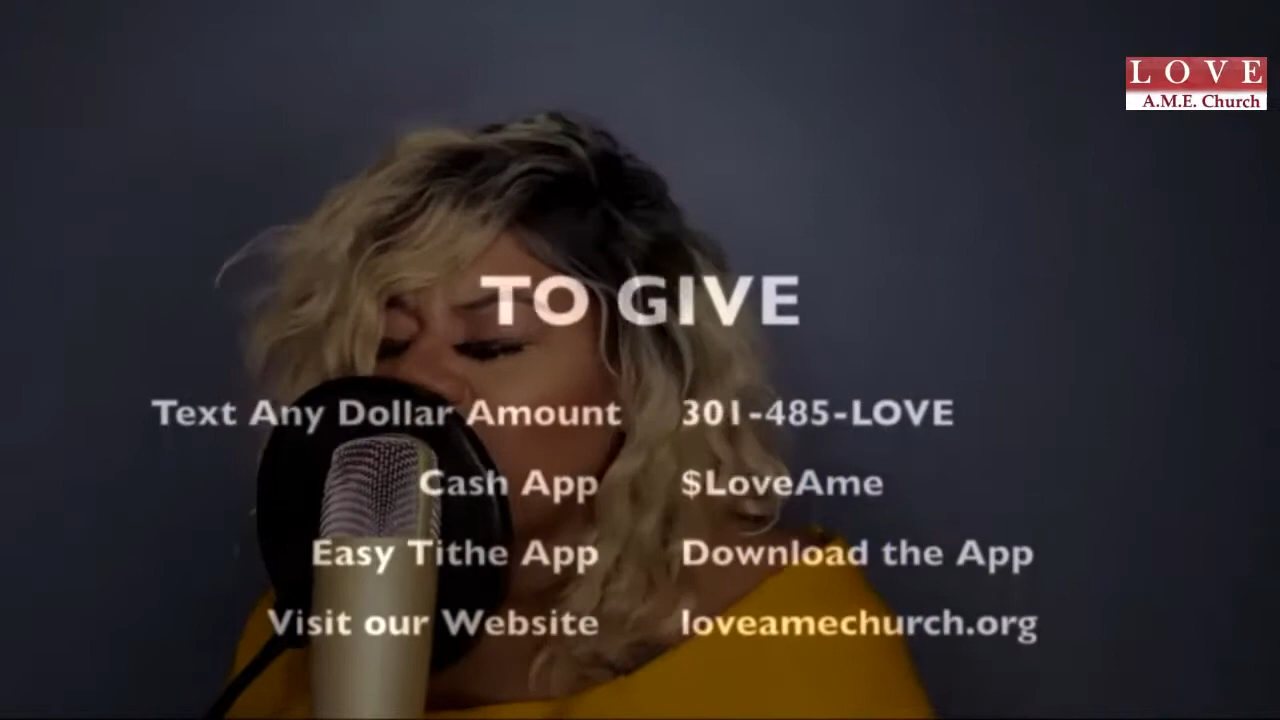 LOVE
A.M.E. Church
TO GIVE
Text Any Dollar Amount 301-485-LOVE
Cash App $LoveAme
Easy Tithe App Download the App
Visit our Website loveamechurch.org